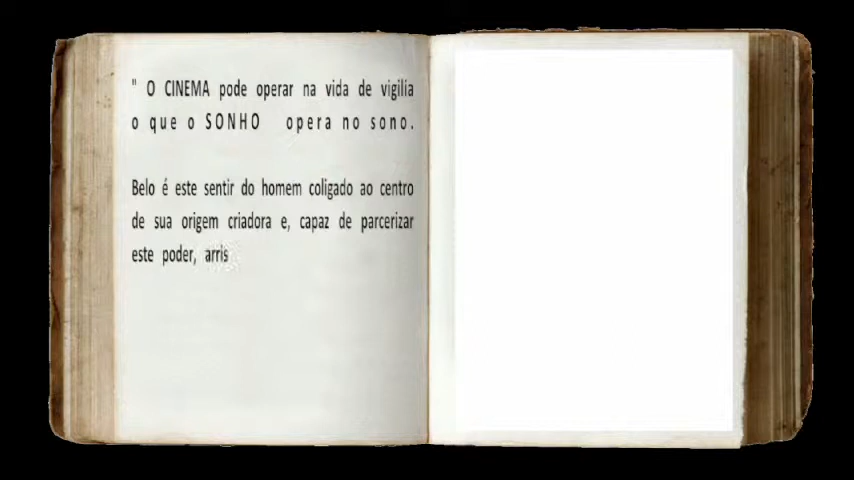 " O CINEMA pode operar na vida de vigília
o que o SONHO opera no sono.
Belo é este sentir do homem coligado ao centro
de sua origem criadora e, capaz de parcerizar
este poder, arris